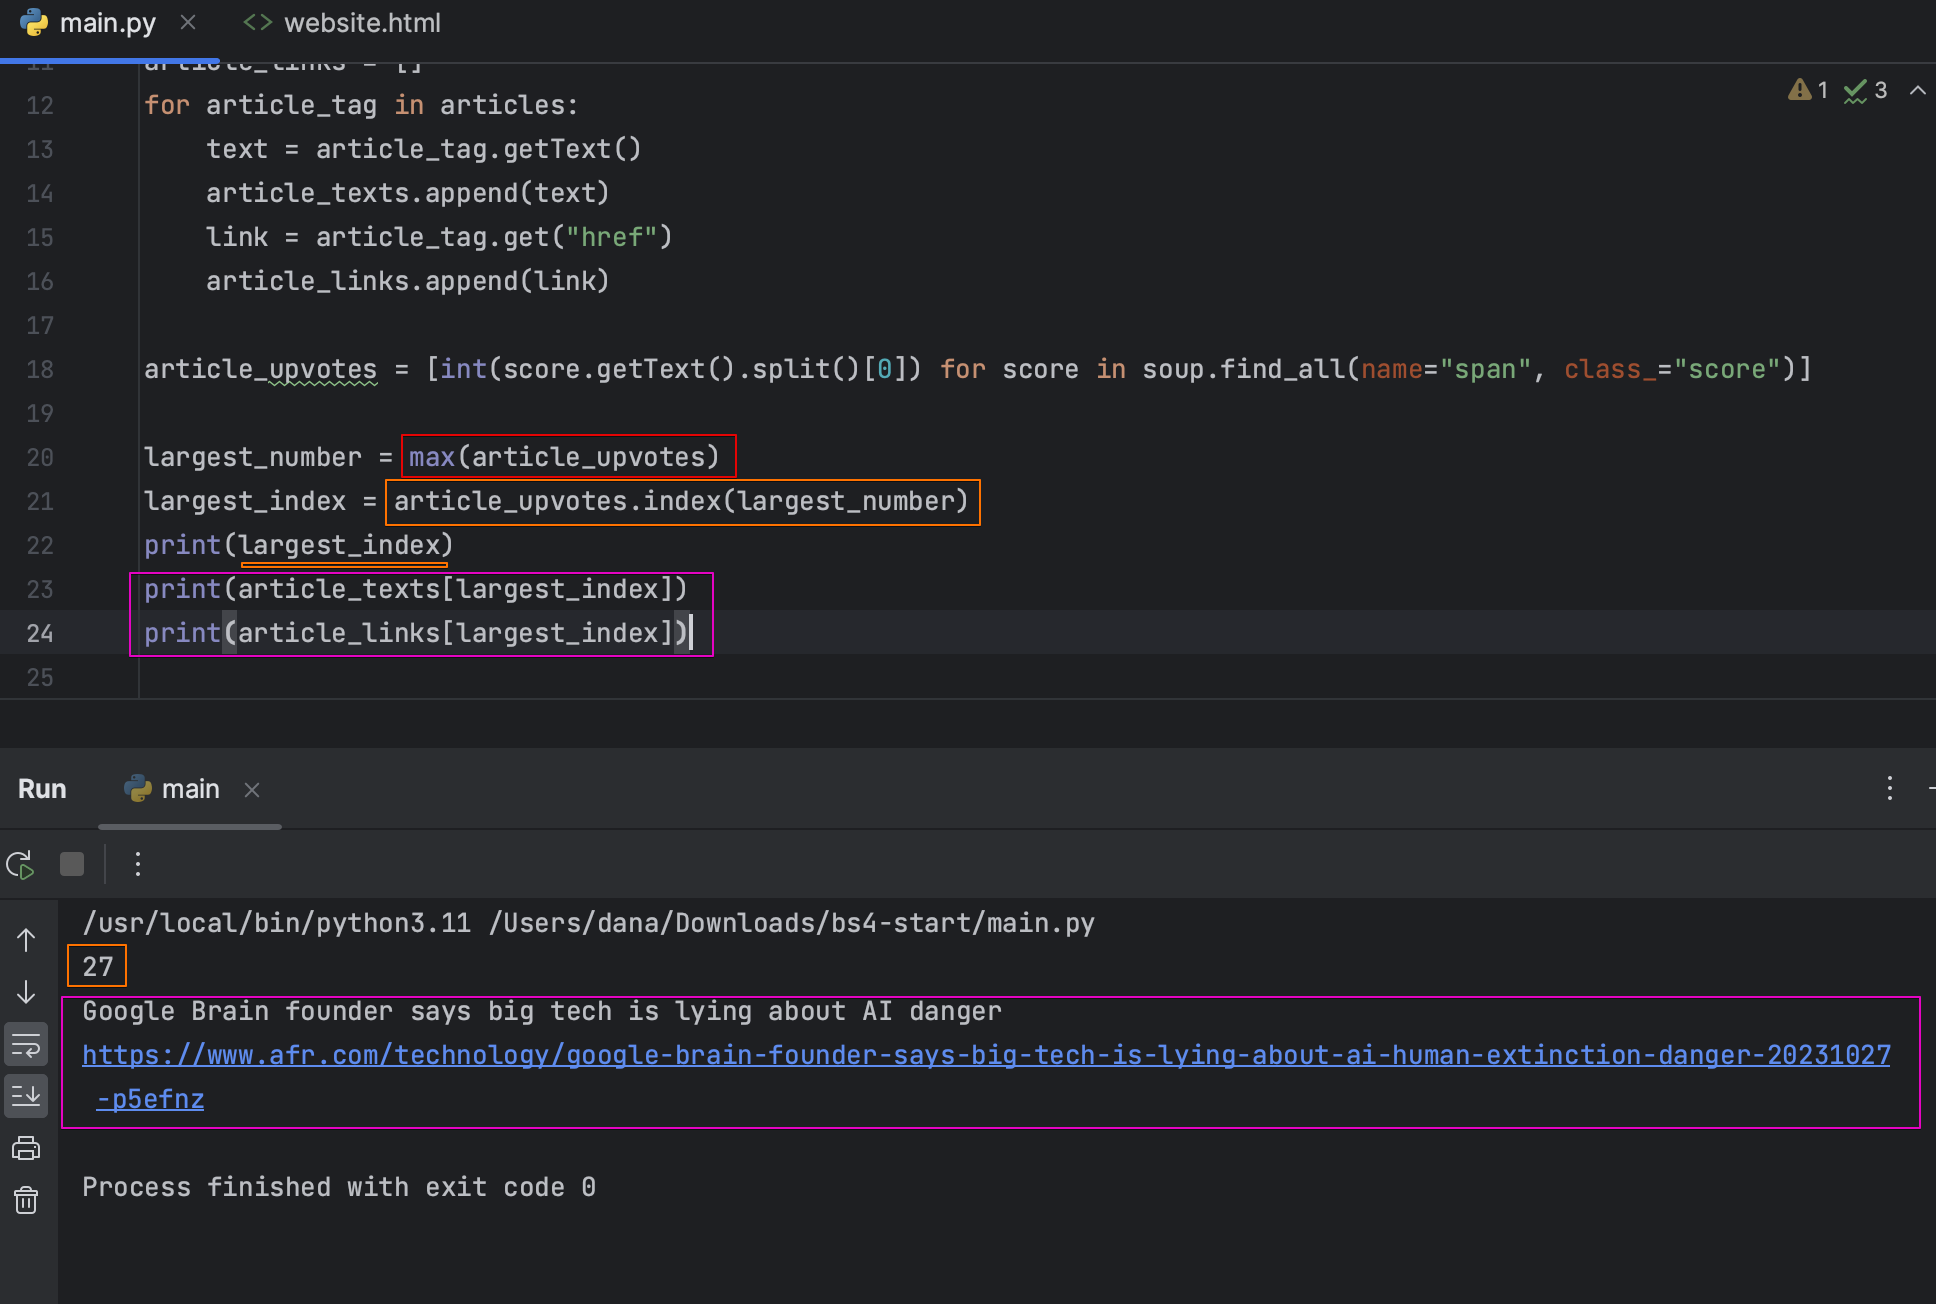 main.py
website.html
11 article_links = []
12 for article_tag in articles:
1 3
13 text = article_tag.getText()
14 article_texts.append(text)
15 link = article_tag.get("href")
16 article_links.append(link)
17
18 article_upvotes = [int(score.getText().split()[0]) for score in soup.find_all(name="span", class_="score")]
19
20 largest_number = max(article_upvotes)
21 largest_index = article_upvotes.index(largest_number)
22 print(largest_index)
23 print(article_texts[largest_index])
24 print(article_links[largest_index])
25
Run main
/usr/local/bin/python3.11 /Users/dana/Downloads/bs4-start/main.py
27
Google Brain founder says big tech is lying about AI danger
https://www.afr.com/technology/google-brain-founder-says-big-tech-is-lying-about-ai-human-extinction-danger-20231027
-p5efnz
Process finished with exit code 0